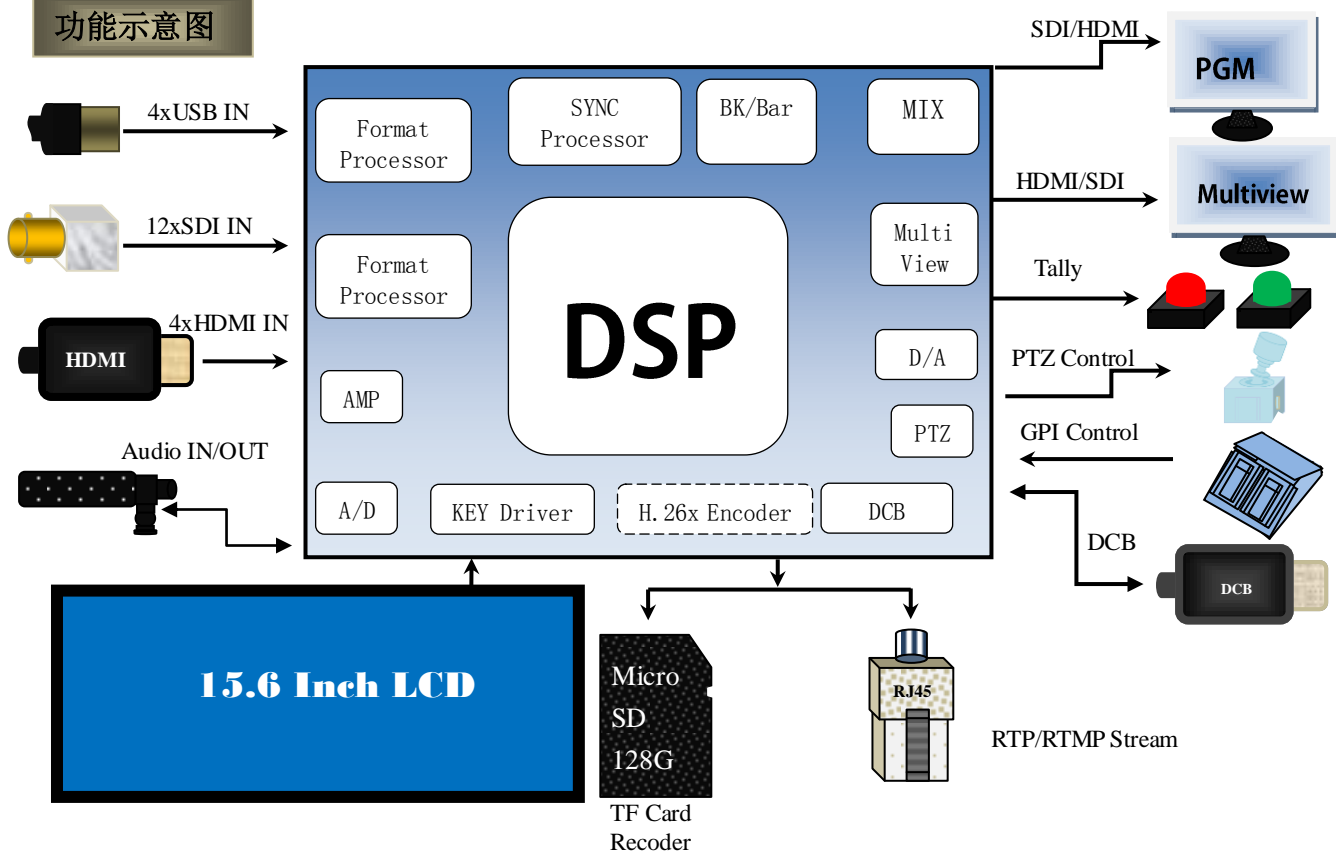 功能示意图
4xUSB IN
12xSDI IN
4xHDMI IN
HDMI
Audio IN/OUT
Format
Processor
SYNC
Processor
BK/Bar
MIX
Format
Processor
DSP
Multi
View
AMP
D/A
PTZ
A/D
KEY Driver
H.26x Encoder
DCB
SDI/HDMI
PGM
HDMI/SDI
Multiview
Tally
PTZ Control
GPI Control
DCB
DCB
15.6 Inch LCD
Micro
SD
128G
TF Card
Recoder
RJ45
RTP/RTMP Stream